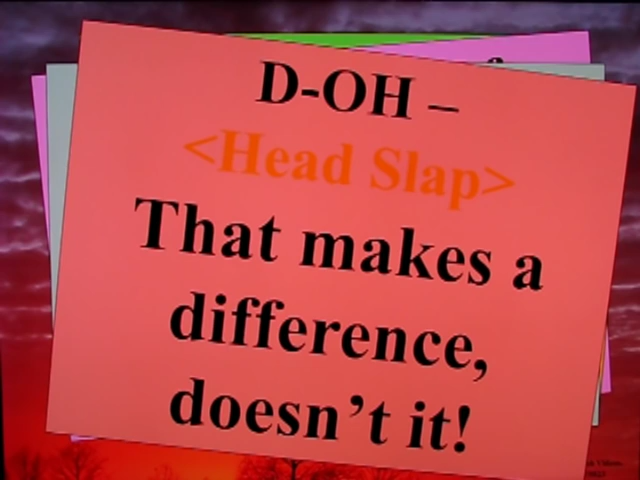 D-OH –
<Head Slap>
That makes a
difference,
doesn't it!